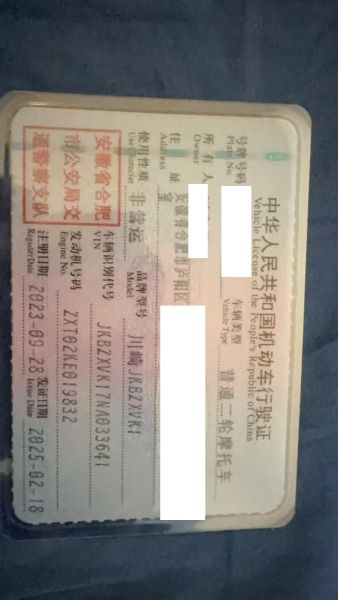 中华人民共和国机动车行驶证
Vehicle License of the People's Republic of China
号牌号码
Plate No.
车辆类型 普通二轮摩托车
Vehicle Type
所有人
Owner
住址 安徽省合肥市庐阳区
Address
室
使用性质 非营运
Use Character
品牌型号 川崎JKBZXVK1
Model
安徽省合肥
市公安局交
通警察支队
车辆识别代号 JKBZXVK17NA033641
VIN
发动机号码 ZXT02KE019832
Engine No.
注册日期 2023-09-28
Register Date
发证日期 2025-02-18
Issue Date